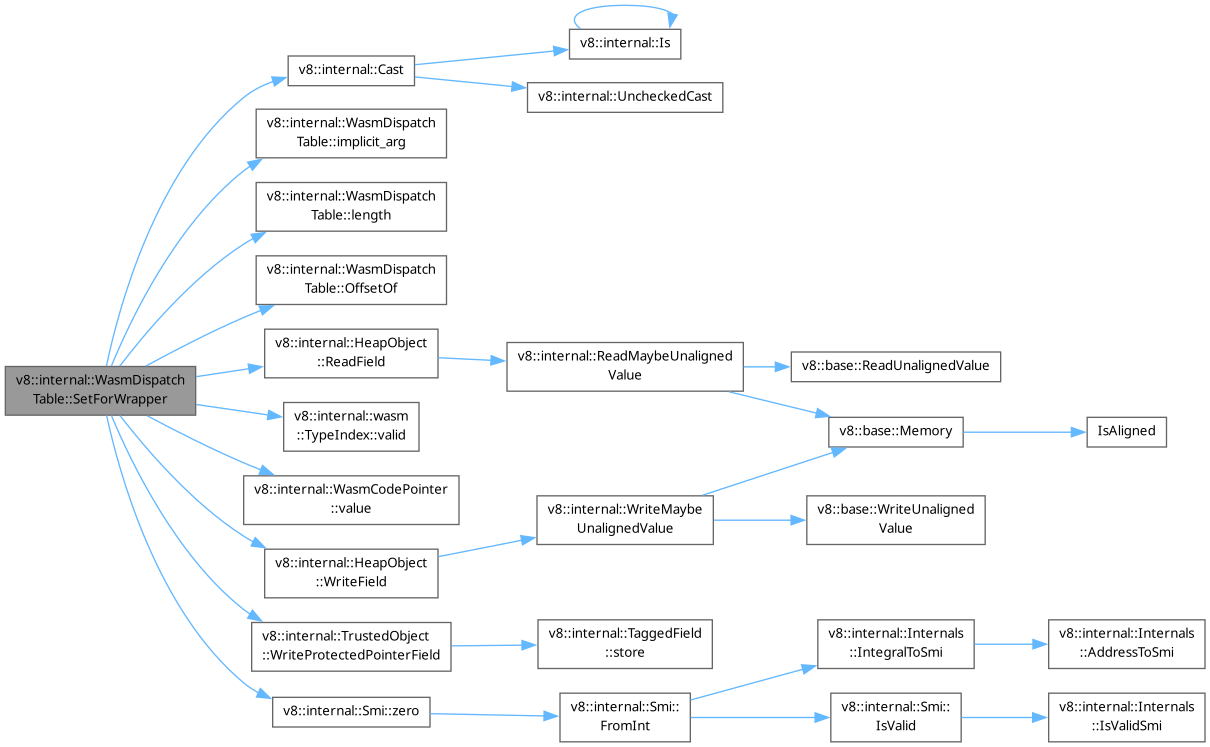 v8::internal::Is
v8::internal::Cast
v8::internal::UncheckedCast
v8::internal::WasmDispatch
Table::implicit_arg
v8::internal::WasmDispatch
Table::length
v8::internal::WasmDispatch
Table::OffsetOf
v8::internal::HeapObject
::ReadField
v8::internal::ReadMaybeUnaligned
Value
v8::base::ReadUnalignedValue
v8::internal::WasmDispatch
Table::SetForWrapper
v8::internal::wasm
::TypeIndex::valid
v8::base::Memory
IsAligned
v8::internal::WasmCodePointer
::value
v8::internal::WriteMaybe
UnalignedValue
v8::base::WriteUnaligned
Value
v8::internal::HeapObject
::WriteField
v8::internal::TrustedObject
::WriteProtectedPointerField
v8::internal::TaggedField
::store
v8::internal::Internals
::IntegralToSmi
v8::internal::Internals
::AddressToSmi
v8::internal::Smi::zero
v8::internal::Smi::
FromInt
v8::internal::Smi::
IsValid
v8::internal::Internals
::IsValidSmi